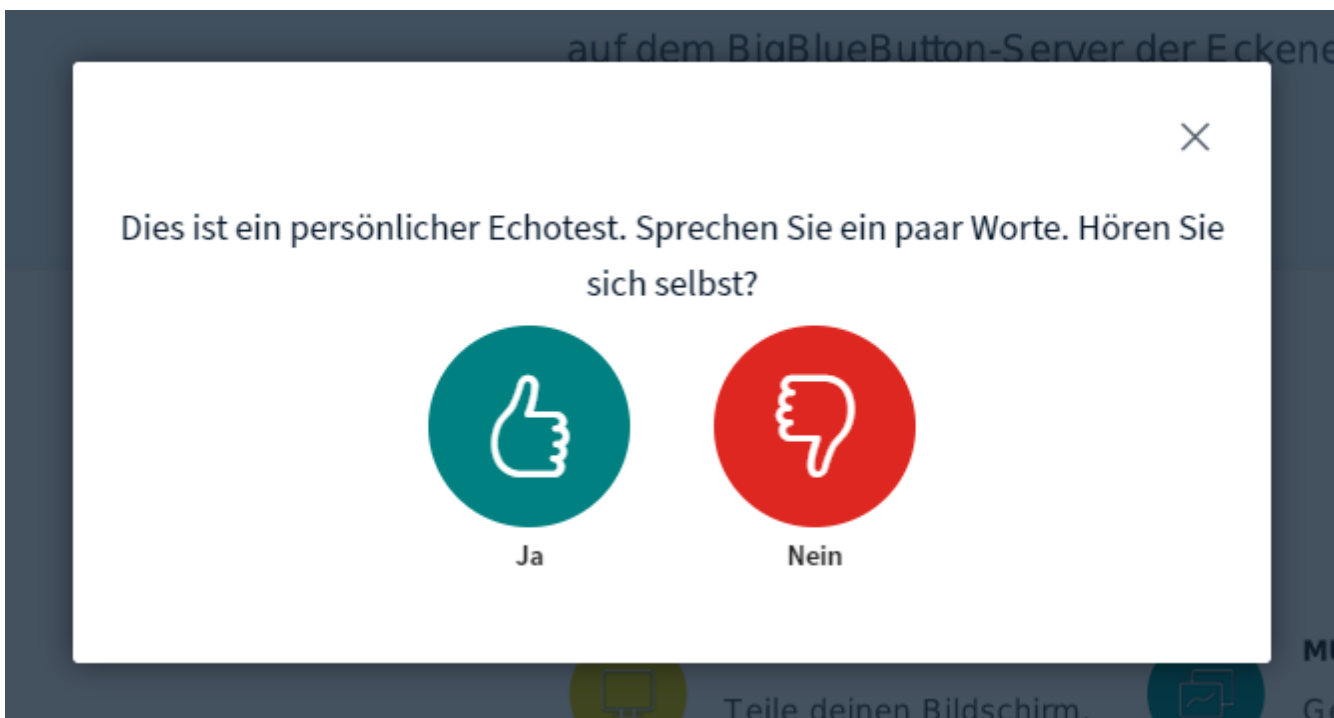 auf dem BigBlueButton-Server der
Dies ist ein persönlicher Echotest. Sprechen Sie ein paar Worte. Hören Sie
sich selbst?
Ja
Nein
Teile deinen Bildschirm.